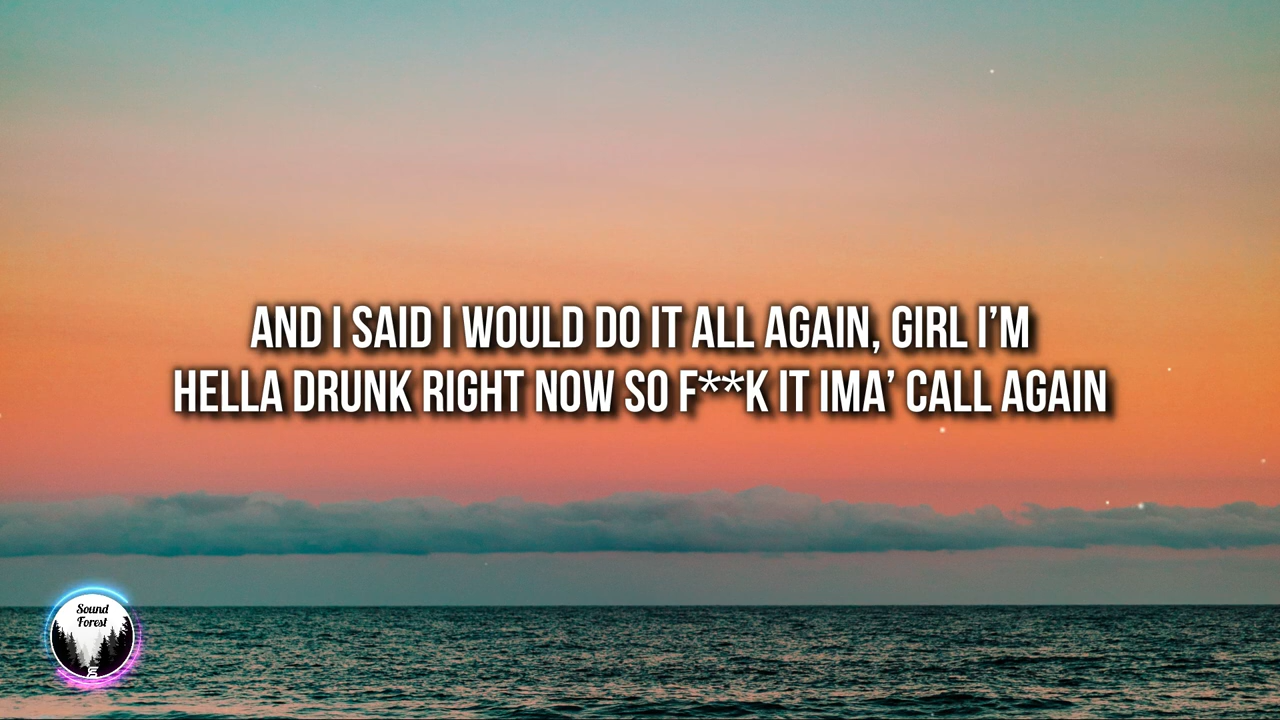 AND I SAID I WOULD DO IT ALL AGAIN, GIRL I’M
HELLA DRUNK RIGHT NOW SO F**K IT IMA’ CALL AGAIN
Sound
Forest